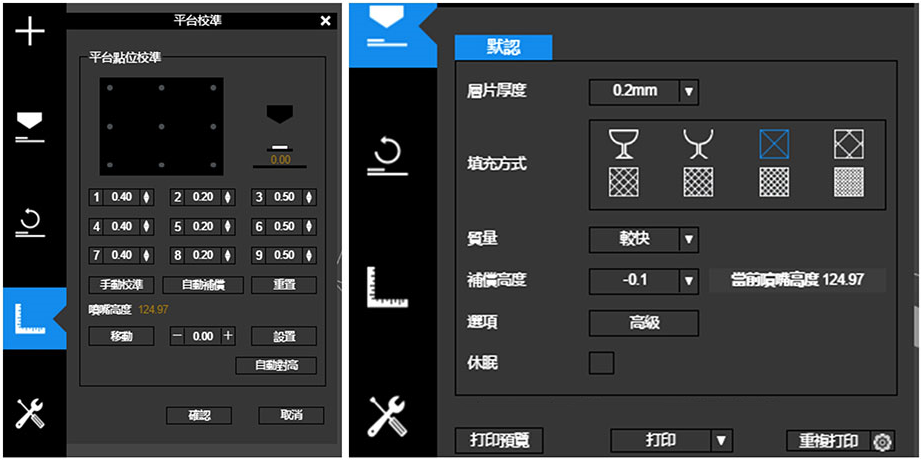 平台校準
平台點位校準
0.00
1 0.40 2 0.20 3 0.50
4 0.40 5 0.20 6 0.50
7 0.40 8 0.20 9 0.50
手動校準 自動補償 重置
噴嘴高度 124.97
移動 - 0.00 + 設置
自動對高
確認 取消
默認
層片厚度 0.2mm
填充方式
質量 較快
補償高度 -0.1 當前噴嘴高度 124.97
選項 高級
休眠
打印預覽 打印 重複打印